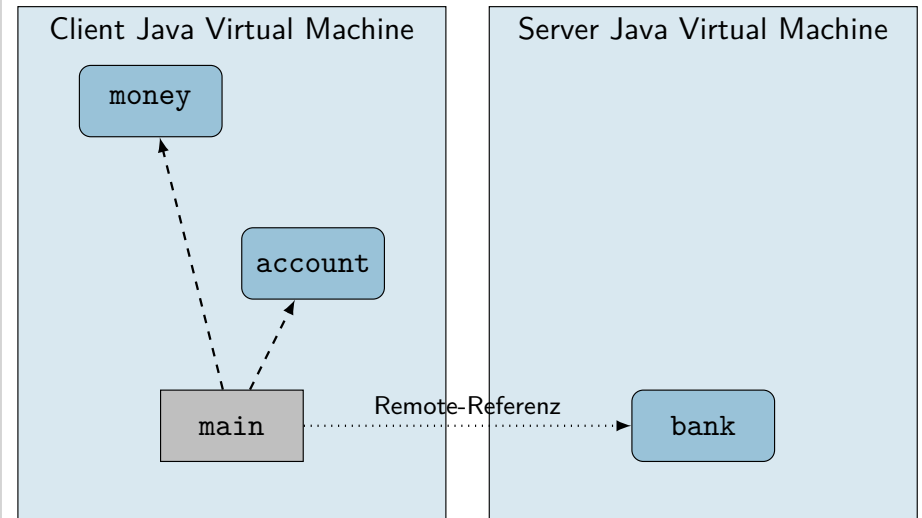 Client Java Virtual Machine
Server Java Virtual Machine
money
account
main
Remote-Referenz
bank